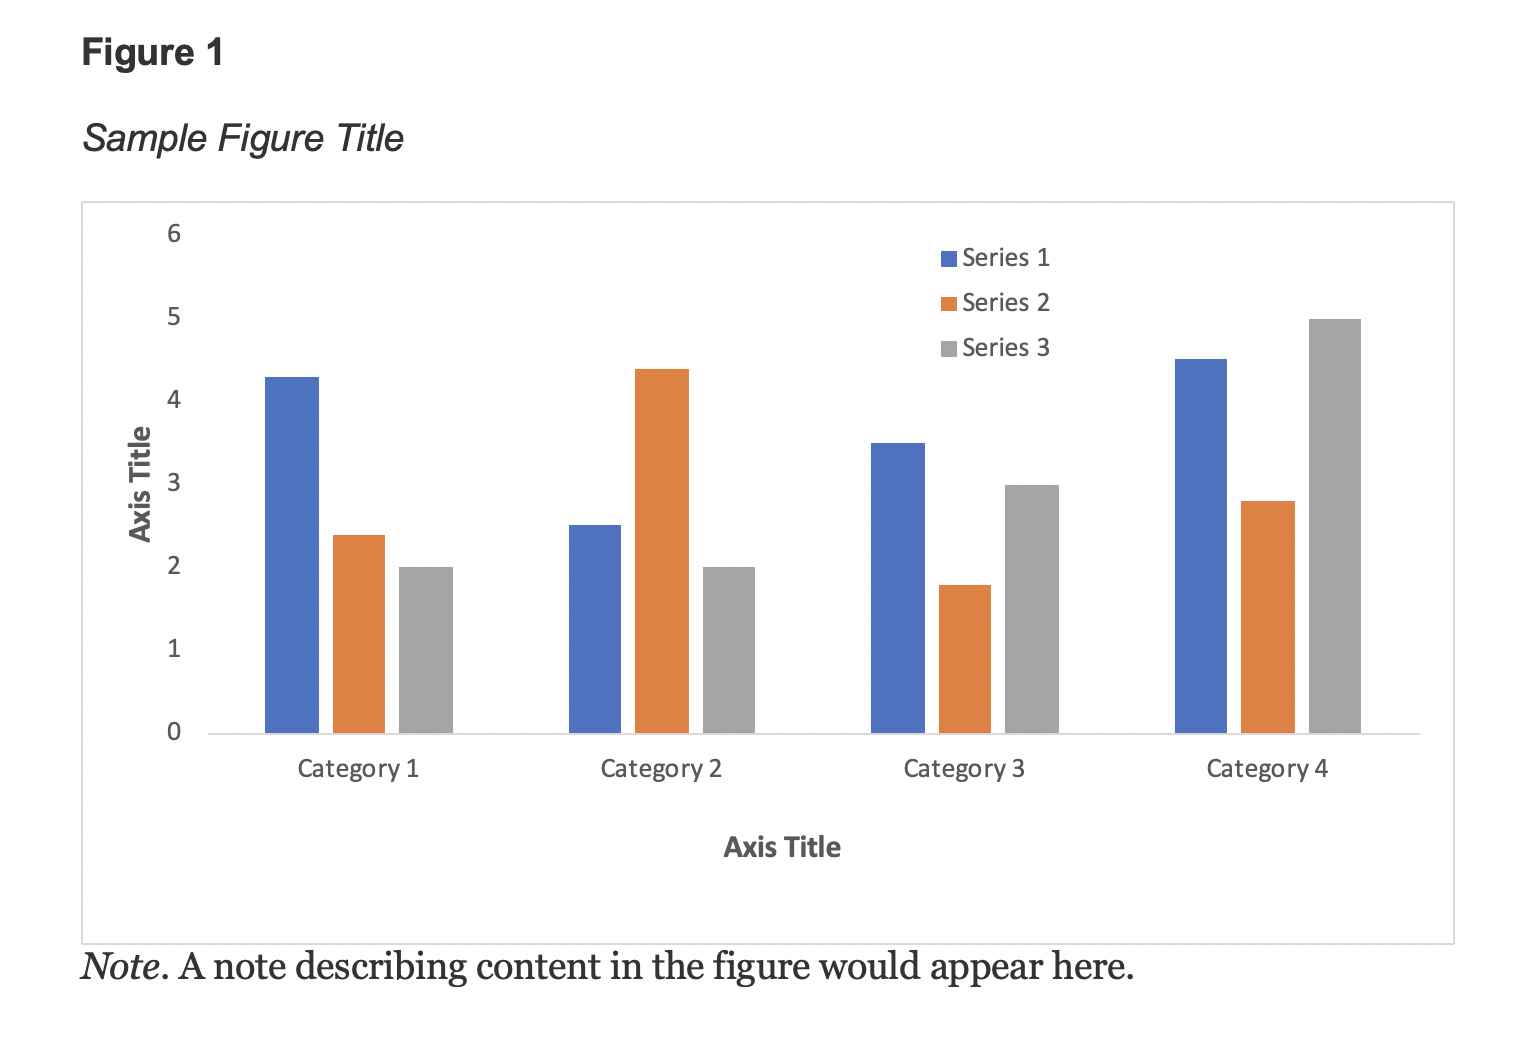 Figure 1
Sample Figure Title
6
5
4
3
2
1
0
Axis Title
Series 1
Series 2
Series 3
Category 1
Category 2
Category 3
Category 4
Axis Title
Note. A note describing content in the figure would appear here.